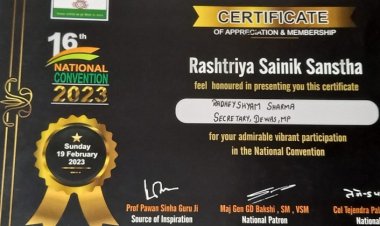 CERTIFICATE
OF APPRECIATION & MEMBERSHIP
16th
NATIONAL
CONVENTION
2023
Rashtriya Sainik Sanstha
feel honoured in presenting you this certificate
RADHEYSHYAM SHARMA
SECRETARY, DEWAS, MP
for your admirable vibrant participation
in the National Convention
Sunday
19 February
2023
Prof Pawan Sinha Guru Ji
Source of Inspiration
Maj Gen GD Bakshi, SM, VSM
National Patron
Col Tejendra Pal
National